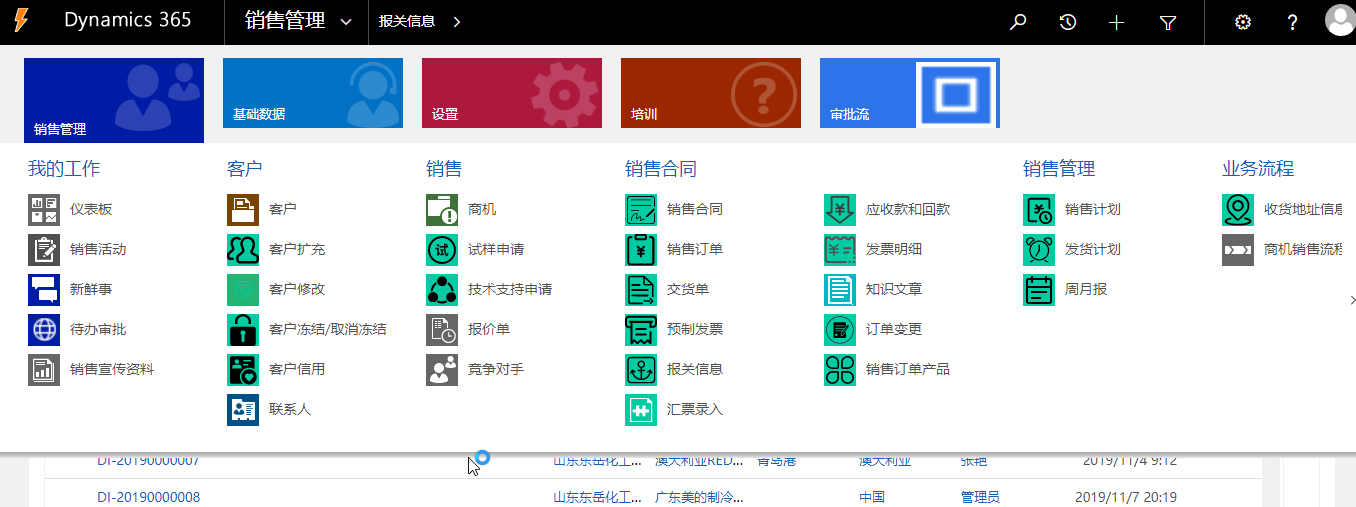 Dynamics 365 销售管理 报关信息
销售管理 基础数据 设置 培训 审批流
我的工作 客户 销售 销售合同 销售管理 业务流程
仪表板 客户 商机 销售合同 应收款和回款 销售计划 收货地址信息
销售活动 客户扩充 试样申请 销售订单 发票明细 发货计划 商机销售流程
新鲜事 客户修改 技术支持申请 交货单 知识文章 周月报
待办审批 客户冻结/取消冻结 报价单 预制发票 订单变更
销售宣传资料 客户信用 竞争对手 报关信息 销售订单产品
联系人 汇票录入
DI-20190000007 山东东岳化工... 澳大利亚RED... 青岛港 澳大利亚 张艳 2019/11/4 9:12
DI-20190000008 山东东岳化工... 广东美的制冷... 中国 管理员 2019/11/7 20:19